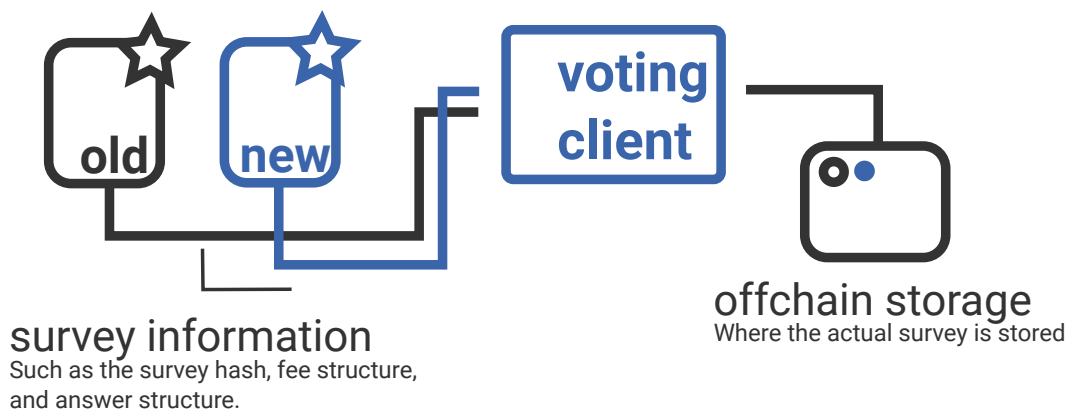 old
new
voting
client
survey information
Such as the survey hash, fee structure,
and answer structure.
offchain storage
Where the actual survey is stored